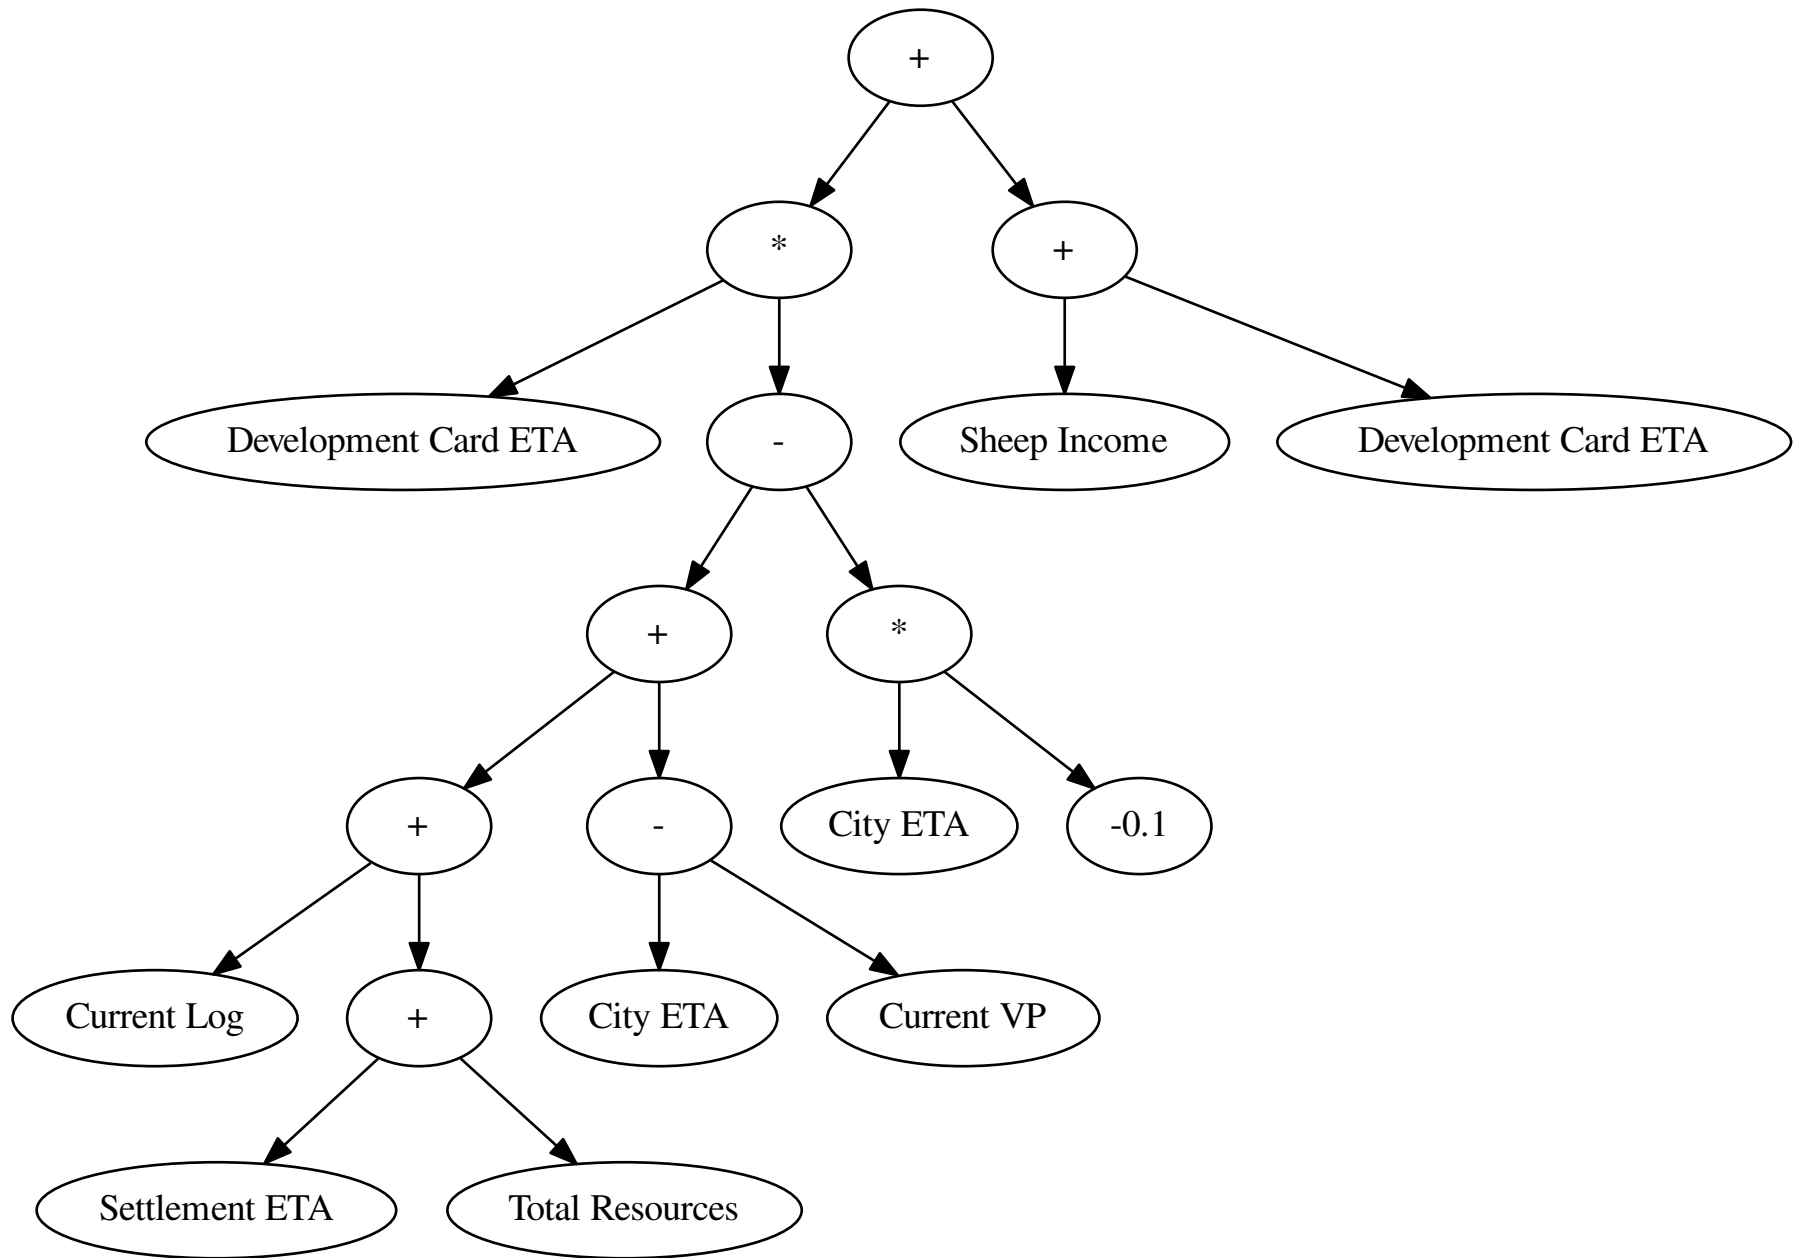 +
*
+
Development Card ETA
-
Sheep Income
Development Card ETA
+
*
+
-
City ETA
-0.1
Current Log
+
City ETA
Current VP
Settlement ETA
Total Resources